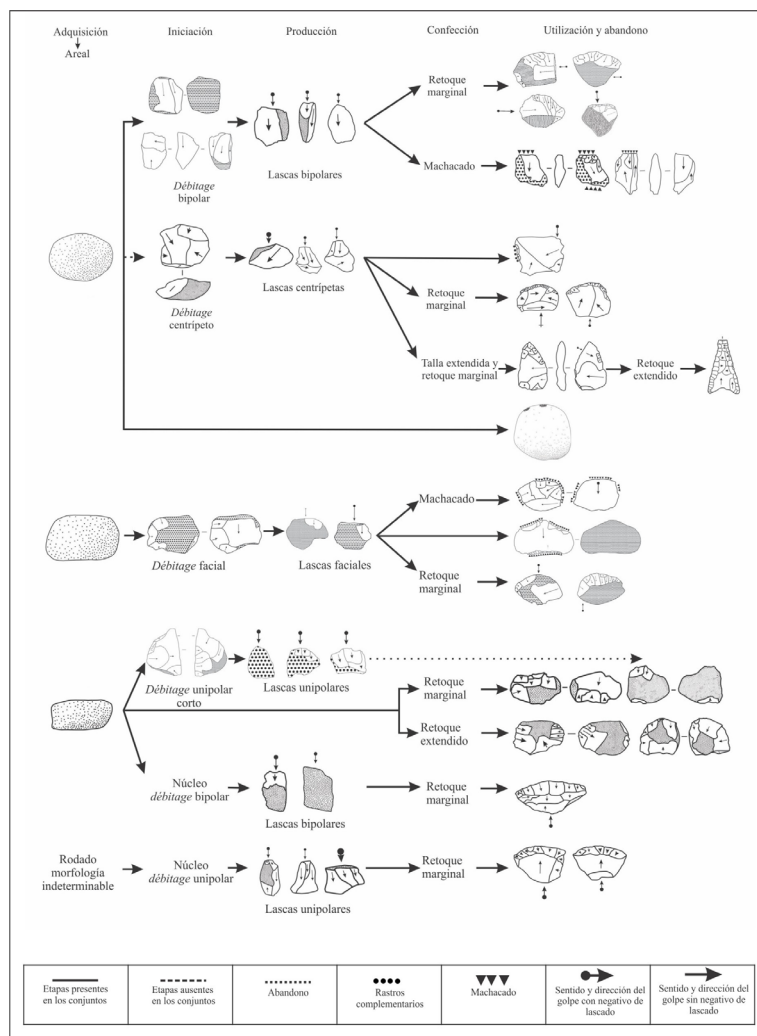 Adquisición
Areal
Iniciación
Producción
Confección
Utilización y abandono
Débitage
bipolar
Lascas bipolares
Retoque
marginal
Machacado
Débitage
centrípeto
Lascas centrípetas
Retoque
marginal
Talla extendida y
retoque marginal
Retoque
extendido
Débitage facial
Lascas faciales
Machacado
Retoque
marginal
Débitage unipolar
corto
Lascas unipolares
Retoque
marginal
Retoque
extendido
Núcleo
débitage bipolar
Lascas bipolares
Retoque
marginal
Rodado
morfología
indeterminable
Núcleo
débitage unipolar
Lascas unipolares
Retoque
marginal
Etapas presentes
en los conjuntos
Etapas ausentes
en los conjuntos
Abandono
Rastros
complementarios
Machacado
Sentido y dirección del
golpe con negativo de
lascado
Sentido y dirección del
golpe sin negativo de
lascado